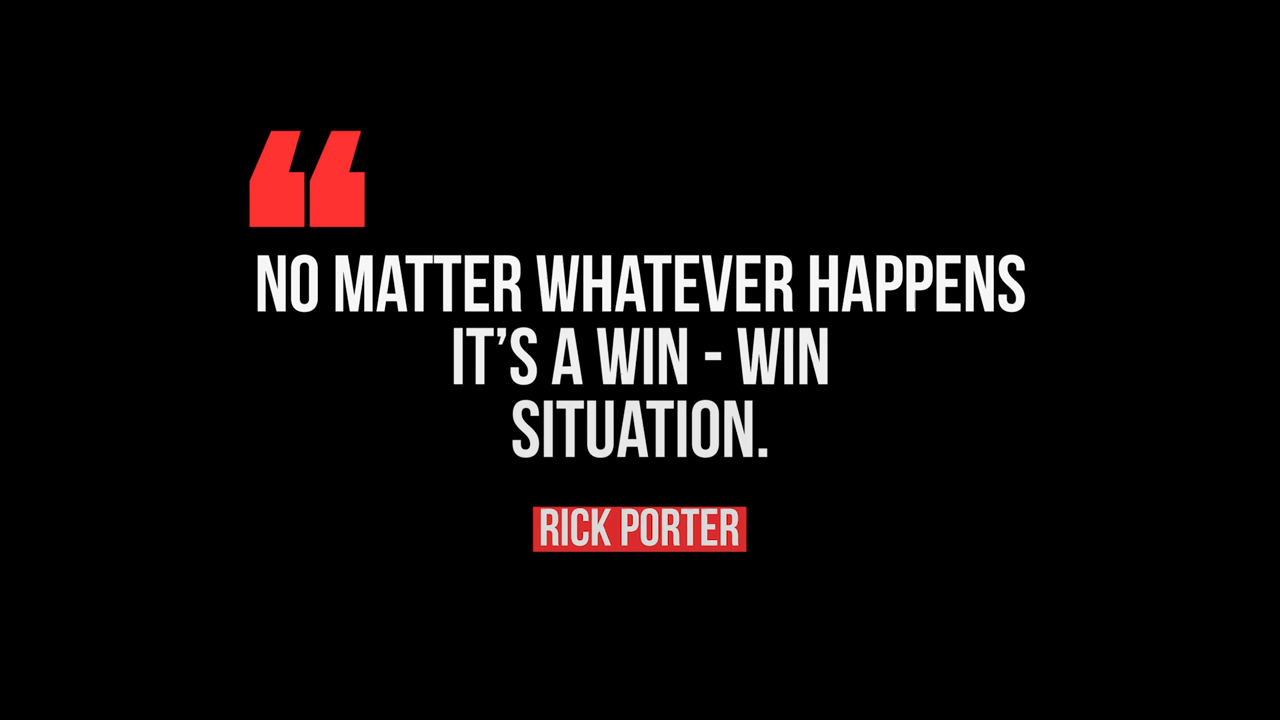 “
NO MATTER WHATEVER HAPPENS
IT’S A WIN - WIN
SITUATION.
RICK PORTER